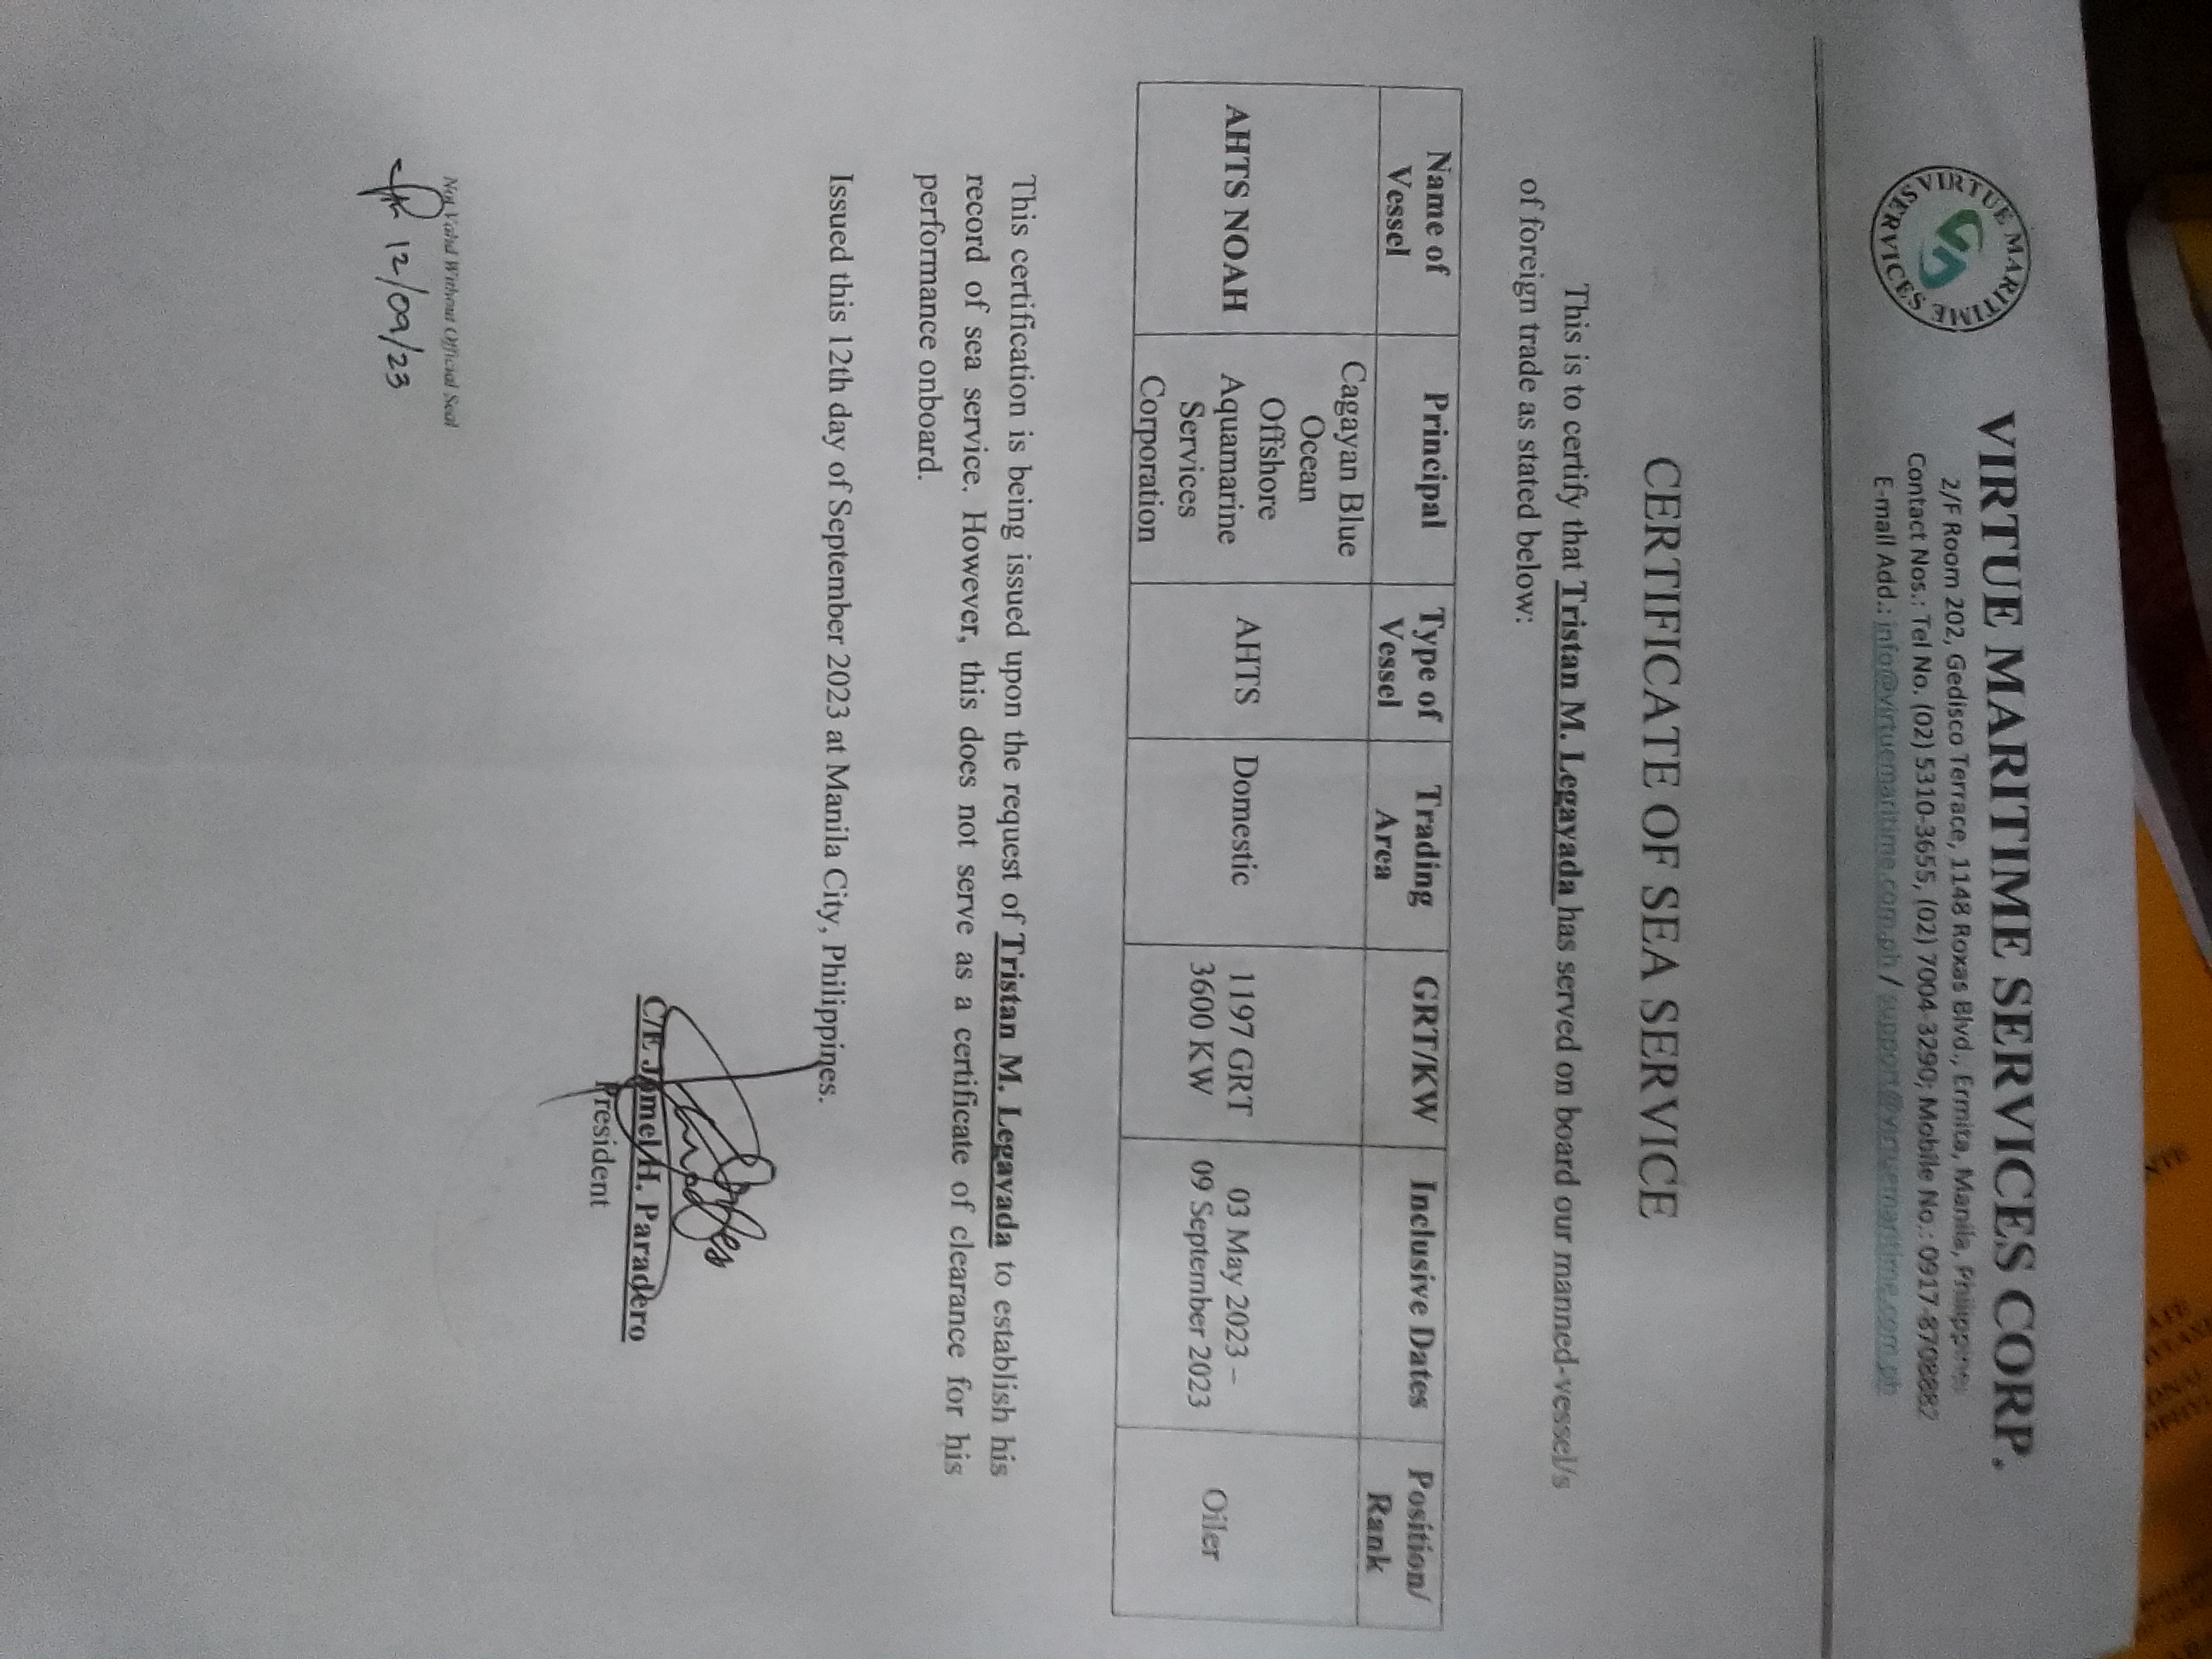 VIRTUE MARITIME SERVICES
VIRTUE MARITIME SERVICES CORP.
2/F Room 202, Gedisco Terrace, 1148 Roxas Blvd., Ermita, Manila, Philippines
Contact Nos.: Tel No. (02) 5310-3655, (02) 7004-3290; Mobile No.: 0917-8708882
E-mail Add.: info@virtuemaritime.com.ph / support@virtuemaritime.com.ph
CERTIFICATE OF SEA SERVICE
This is to certify that Tristan M. Legayada has served on board our manned-vessel/s
of foreign trade as stated below:
Name of Vessel
Principal
Type of Vessel
Trading Area
GRT/KW
Inclusive Dates
Position/ Rank
AHTS NOAH
Cagayan Blue
Ocean
Offshore
Aquamarine
Services
Corporation
AHTS
Domestic
1197 GRT
3600 KW
03 May 2023 –
09 September 2023
Oiler
This certification is being issued upon the request of Tristan M. Legayada to establish his
record of sea service. However, this does not serve as a certificate of clearance for his
performance onboard.
Issued this 12th day of September 2023 at Manila City, Philippines.
C/E Jomel H. Paradero
President
Not Valid Without Official Seal
12/09/23